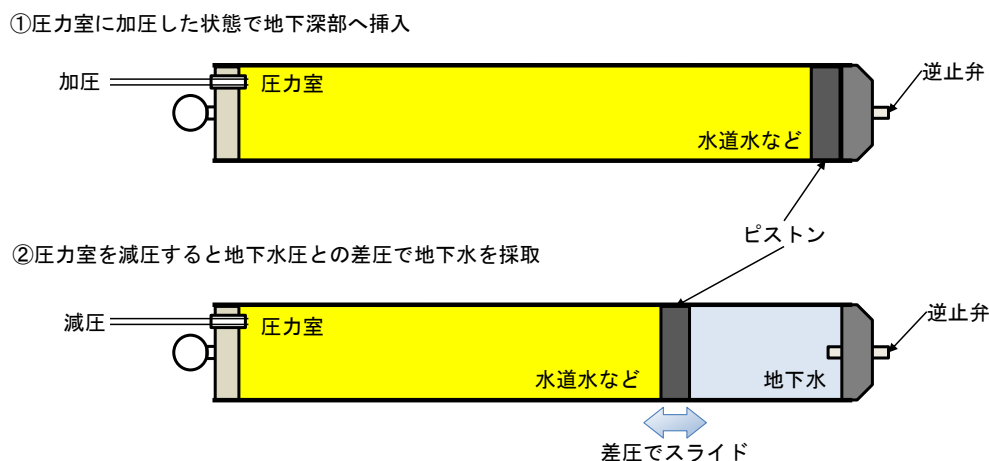 ①圧力室に加圧した状態で地下深部へ挿入
加圧
圧力室
逆止弁
水道水など
ピストン
②圧力室を減圧すると地下水圧との差圧で地下水を採取
減圧
圧力室
逆止弁
水道水など
地下水
差圧でスライド